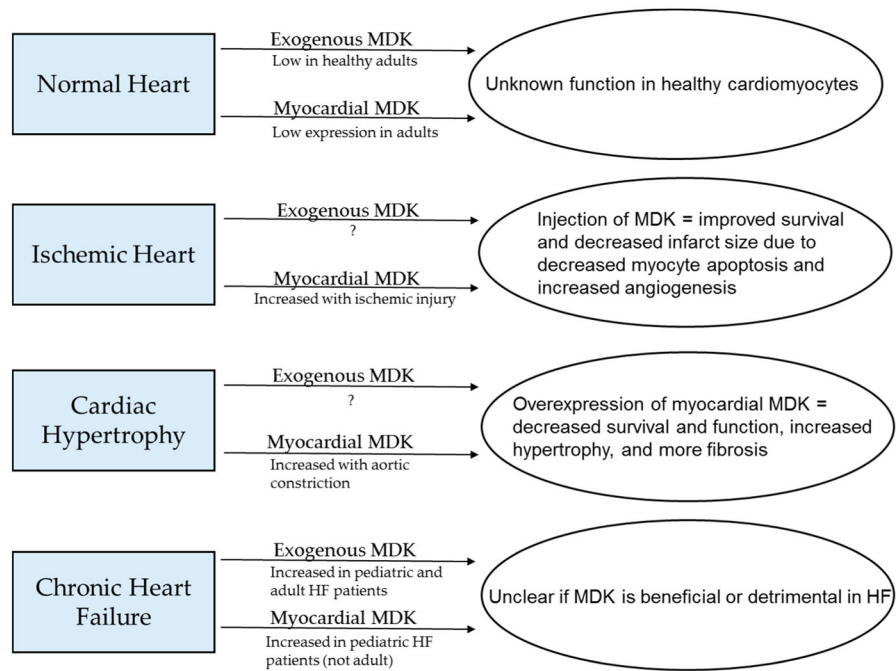 Normal Heart
Exogenous MDK
Low in healthy adults
Myocardial MDK
Low expression in adults
Unknown function in healthy cardiomyocytes
Ischemic Heart
Exogenous MDK
?
Myocardial MDK
Increased with ischemic injury
Injection of MDK = improved survival
and decreased infarct size due to
decreased myocyte apoptosis and
increased angiogenesis
Cardiac
Hypertrophy
Exogenous MDK
?
Myocardial MDK
Increased with aortic
constriction
Overexpression of myocardial MDK =
decreased survival and function, increased
hypertrophy, and more fibrosis
Chronic Heart
Failure
Exogenous MDK
Increased in pediatric and
adult HF patients
Myocardial MDK
Increased in pediatric HF
patients (not adult)
Unclear if MDK is beneficial or detrimental in HF